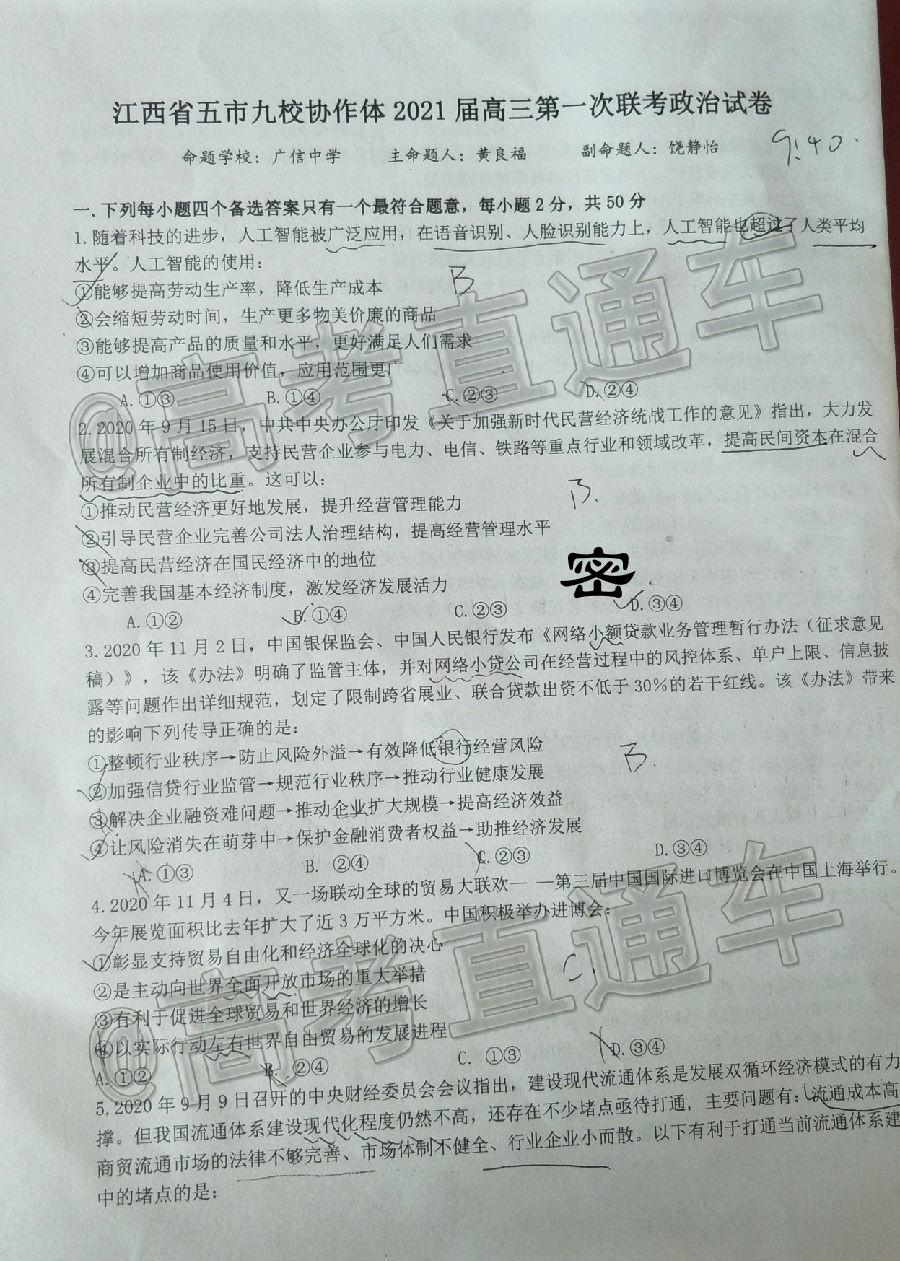 江西省五市九校协作体 2021 届高三第一次联考政治试卷
命题学校：广信中学 主命题人：黄良福 副命题人：饶静怡
9:40.
一.下列每小题四个备选答案只有一个最符合题意，每小题 2 分，共 50 分
1.随着科技的进步，人工智能被广泛应用，在语音识别、人脸识别能力上，人工智能也超过了人类平均
水平。人工智能的使用：
①能够提高劳动生产率，降低生产成本
B
②会缩短劳动时间，生产更多物美价廉的商品
③能够提高产品的质量和水平，更好满足人们需求
④可以增加商品使用价值，应用范围更广
A.①③ B.①④ C.②③ D.②④
2.2020 年 9 月 15 日，中共中央办公厅印发《关于加强新时代民营经济统战工作的意见》指出，大力发
展混合所有制经济，支持民营企业参与电力、电信、铁路等重点行业和领域改革，提高民间资本在混合
所有制企业中的比重。这可以：
①推动民营经济更好地发展，提升经营管理能力
B.
②引导民营企业完善公司法人治理结构，提高经营管理水平
③提高民营经济在国民经济中的地位
密
④完善我国基本经济制度，激发经济发展活力
A.①② B.①④ C.②③ D.③④
3.2020 年 11 月 2 日，中国银保监会、中国人民银行发布《网络小额贷款业务管理暂行办法（征求意见
稿）》，该《办法》明确了监管主体，并对网络小贷公司在经营过程中的风控体系、单户上限、信息披
露等问题作出详细规范，划定了限制跨省展业、联合贷款出资不低于 30%的若干红线。该《办法》带来
的影响下列传导正确的是：
①整顿行业秩序→防止风险外溢→有效降低银行经营风险
B.
②加强信贷行业监管→规范行业秩序→推动行业健康发展
③解决企业融资难问题→推动企业扩大规模→提高经济效益
④让风险消失在萌芽中→保护金融消费者权益→助推经济发展
A.①③ B. ②④ C.②③ D.③④
4.2020 年 11 月 4 日，又一场联动全球的贸易大联欢— —第三届中国国际进口博览会在中国上海举行。
今年展览面积比去年扩大了近 3 万平方米。中国积极举办进博会：
①彰显支持贸易自由化和经济全球化的决心
C
②是主动向世界全面开放市场的重大举措
③有利于促进全球贸易和世界经济的增长
④以实际行动左右世界自由贸易的发展进程
A.①② B. ②④ C. ①③ D.③④
5.2020 年 9 月 9 日召开的中央财经委员会会议指出，建设现代流通体系是发展双循环经济模式的有力
撑。但我国流通体系建设现代化程度仍然不高，还存在不少堵点亟待打通，主要问题有：流通成本高
商贸流通市场的法律不够完善、市场体制不健全、行业企业小而散。以下有利于打通当前流通体系建
中的堵点的是：
@高考直通车
@高考直通车